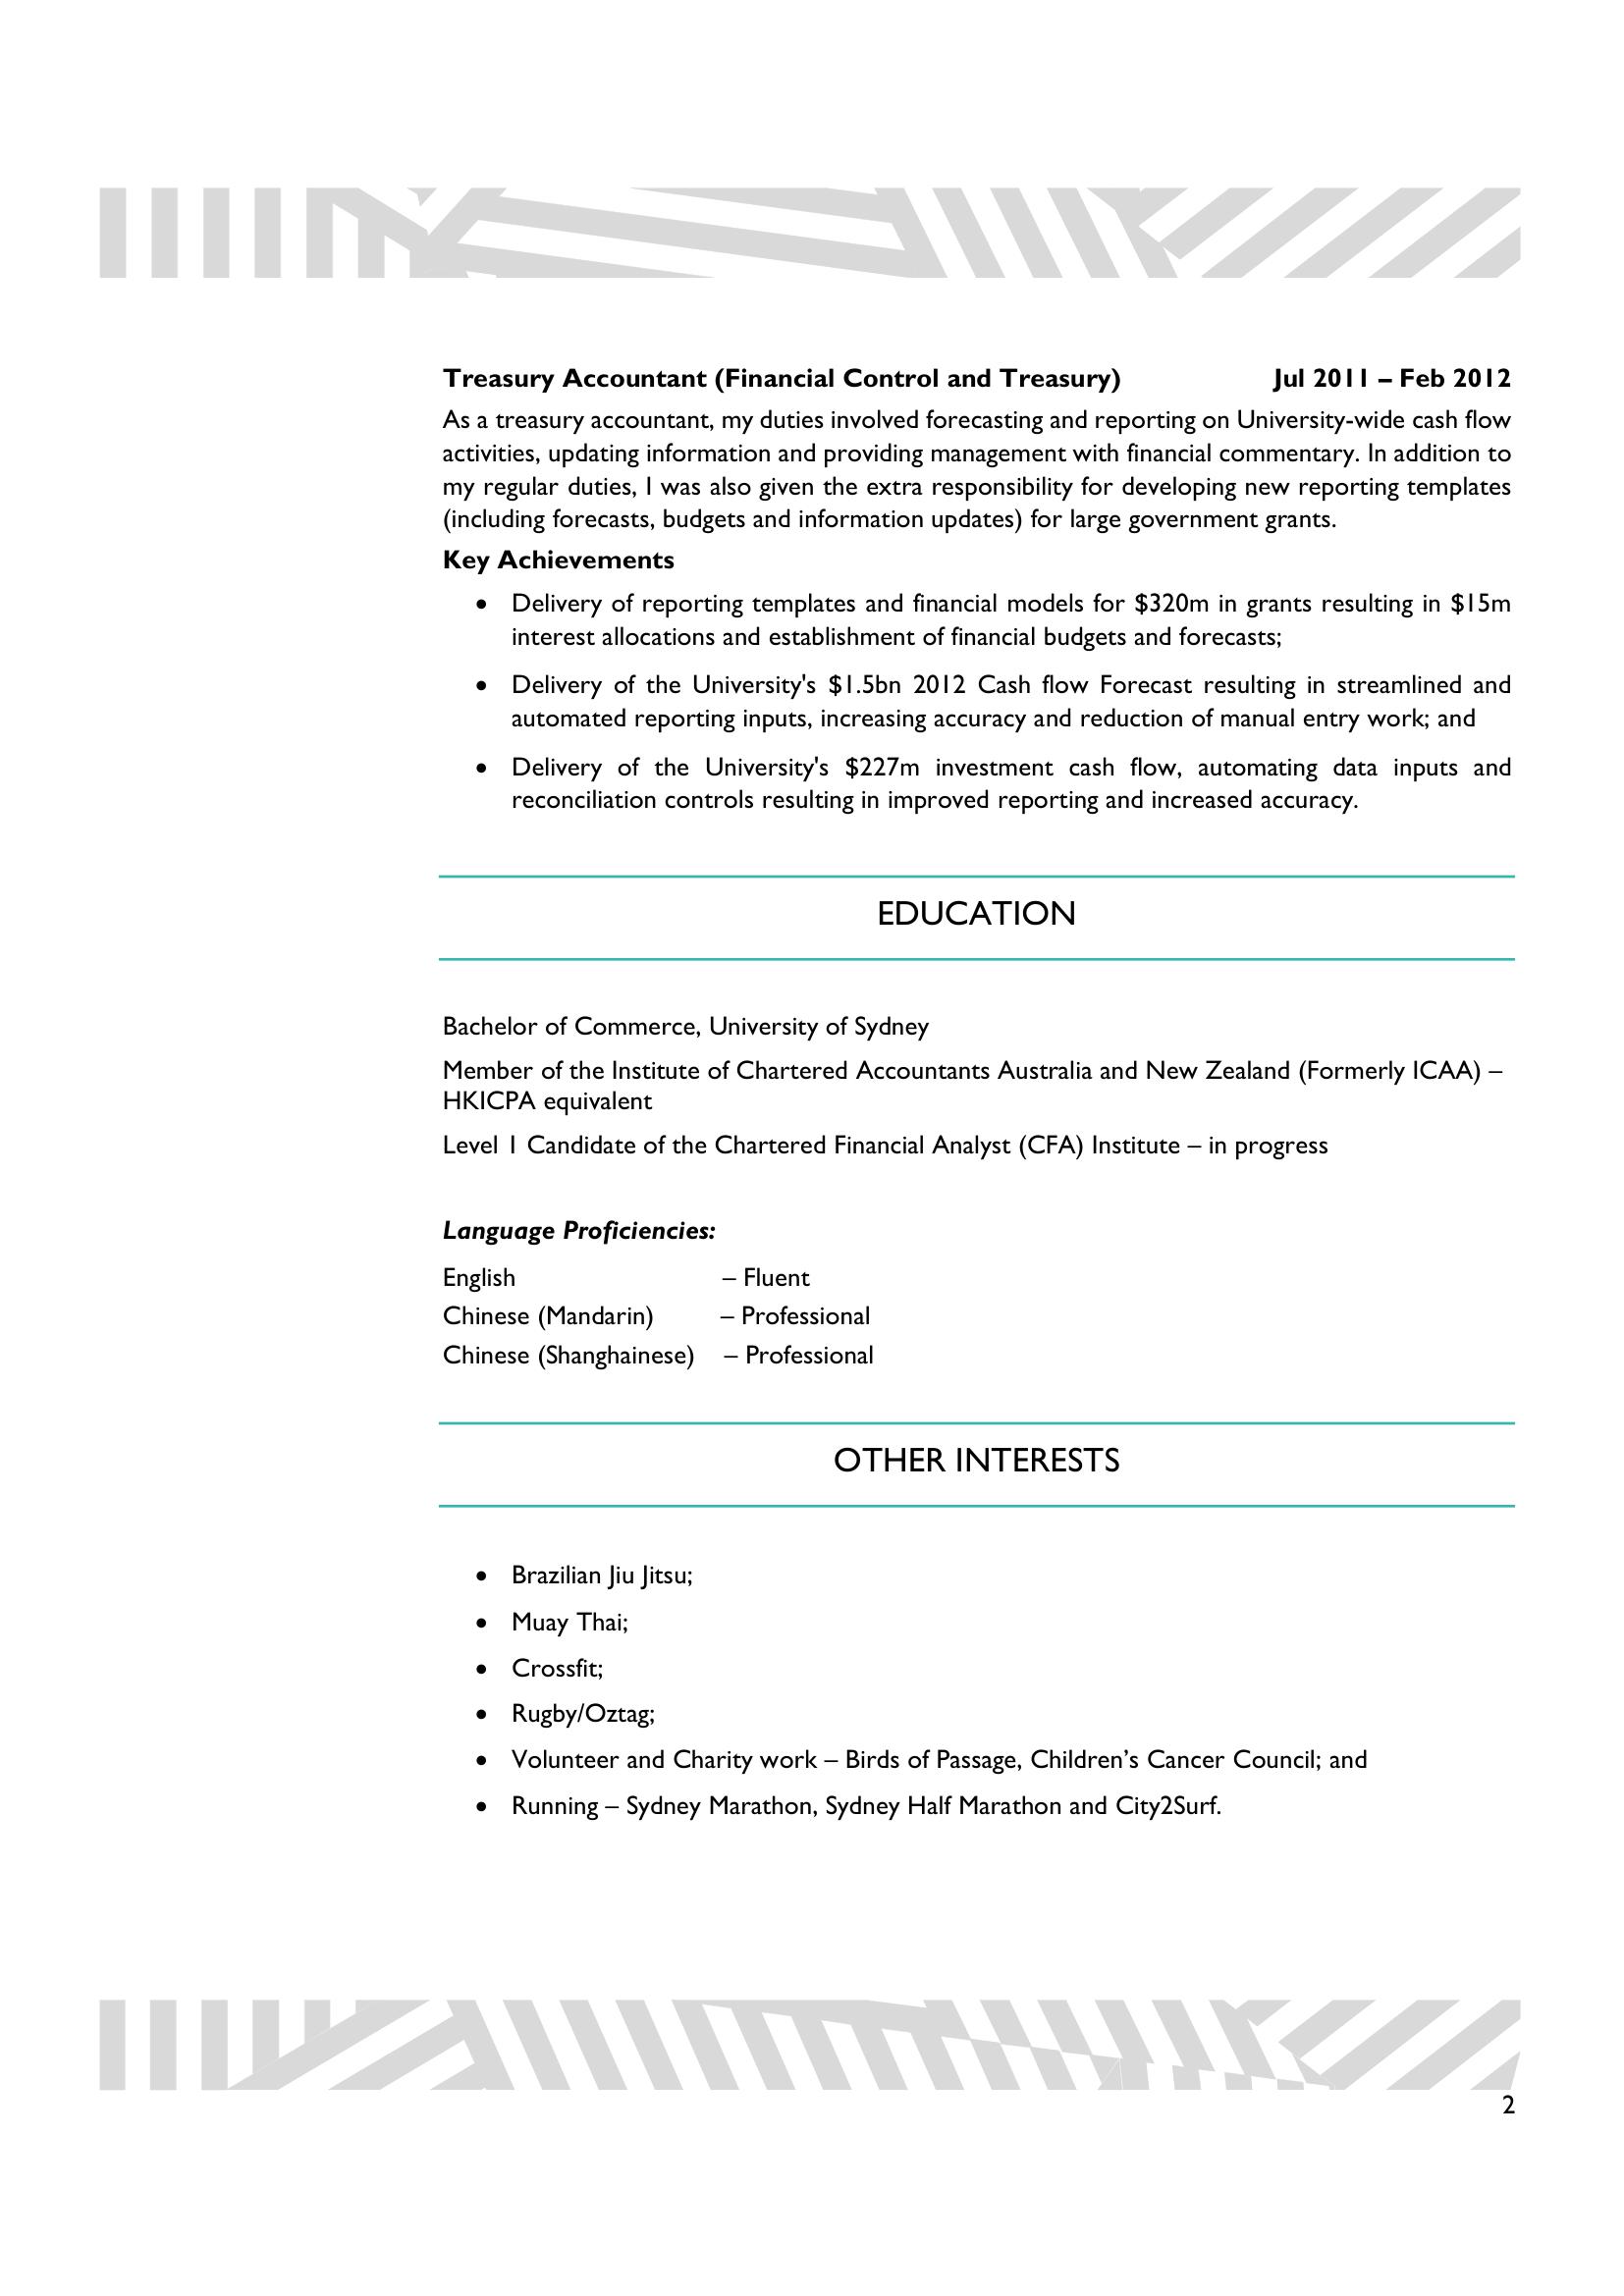 Treasury Accountant (Financial Control and Treasury) Jul 2011 – Feb 2012
As a treasury accountant, my duties involved forecasting and reporting on University-wide cash flow
activities, updating information and providing management with financial commentary. In addition to
my regular duties, I was also given the extra responsibility for developing new reporting templates
(including forecasts, budgets and information updates) for large government grants.
Key Achievements
• Delivery of reporting templates and financial models for $320m in grants resulting in $15m
interest allocations and establishment of financial budgets and forecasts;
• Delivery of the University's $1.5bn 2012 Cash flow Forecast resulting in streamlined and
automated reporting inputs, increasing accuracy and reduction of manual entry work; and
• Delivery of the University's $227m investment cash flow, automating data inputs and
reconciliation controls resulting in improved reporting and increased accuracy.
EDUCATION
Bachelor of Commerce, University of Sydney
Member of the Institute of Chartered Accountants Australia and New Zealand (Formerly ICAA) –
HKICPA equivalent
Level 1 Candidate of the Chartered Financial Analyst (CFA) Institute – in progress
Language Proficiencies:
English – Fluent
Chinese (Mandarin) – Professional
Chinese (Shanghainese) – Professional
OTHER INTERESTS
• Brazilian Jiu Jitsu;
• Muay Thai;
• Crossfit;
• Rugby/Oztag;
• Volunteer and Charity work – Birds of Passage, Children’s Cancer Council; and
• Running – Sydney Marathon, Sydney Half Marathon and City2Surf.
2